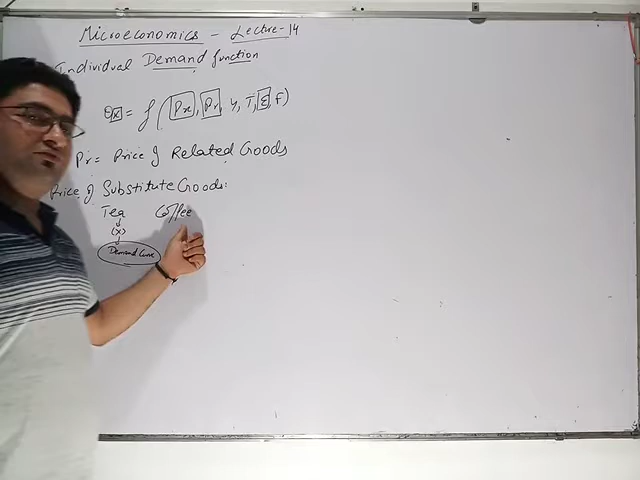 Microeconomics - Lecture-14
Individual Demand function
Qx = f(Px, Pr, Y, T, E, F)
Pr = Price of Related Goods
Price of Substitute Goods:
Tea Coffee
(x)
Demand Curve